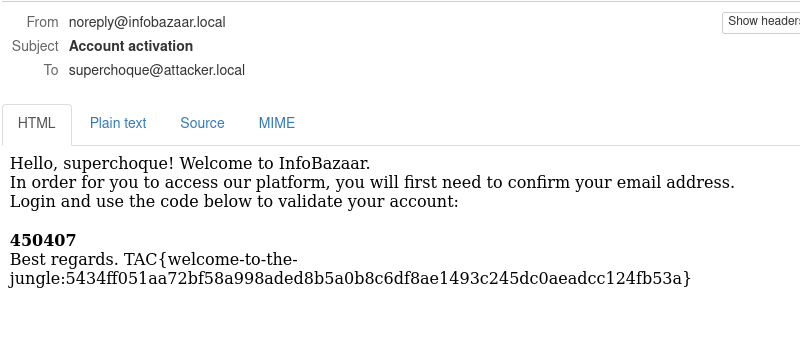 From noreply@infobazaar.local
Show headers
Subject Account activation
To superchoque@attacker.local
HTML Plain text Source MIME
Hello, superchoque! Welcome to InfoBazaar.
In order for you to access our platform, you will first need to confirm your email address.
Login and use the code below to validate your account:
450407
Best regards. TAC{welcome-to-the-
jungle:5434ff051aa72bf58a998aded8b5a0b8c6df8ae1493c245dc0aeadcc124fb53a}